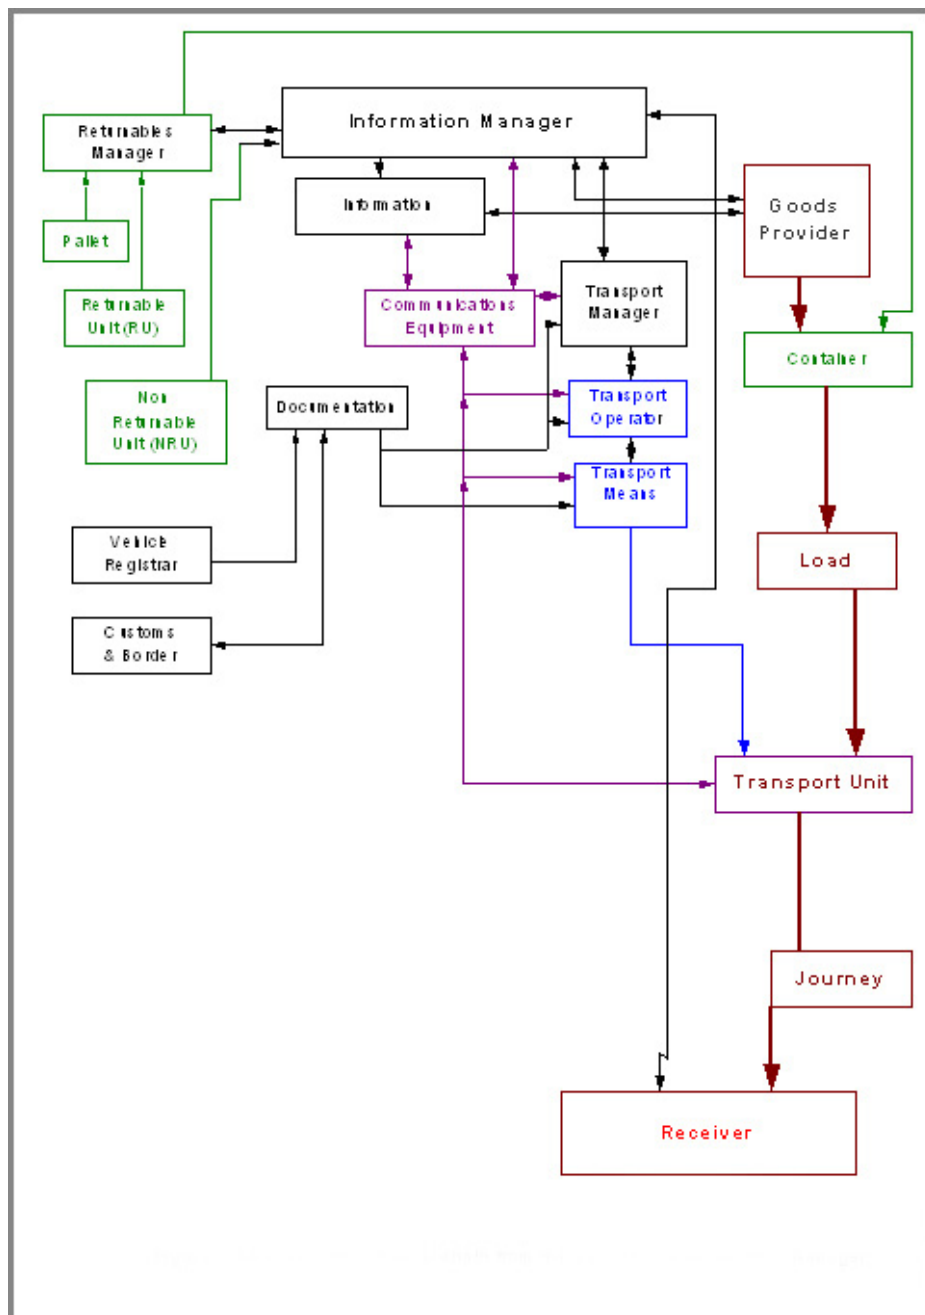 Information Manager
Returnables
Manager
Information
Goods
Provider
Pallet
Returnable
Unit (RU)
Communications
Equipment
Transport
Manager
Container
Non
Returnable
Unit (NRU)
Documentation
Transport
Operator
Transport
Means
Vehicle
Registrar
Load
Customs
& Border
Transport Unit
Journey
Receiver